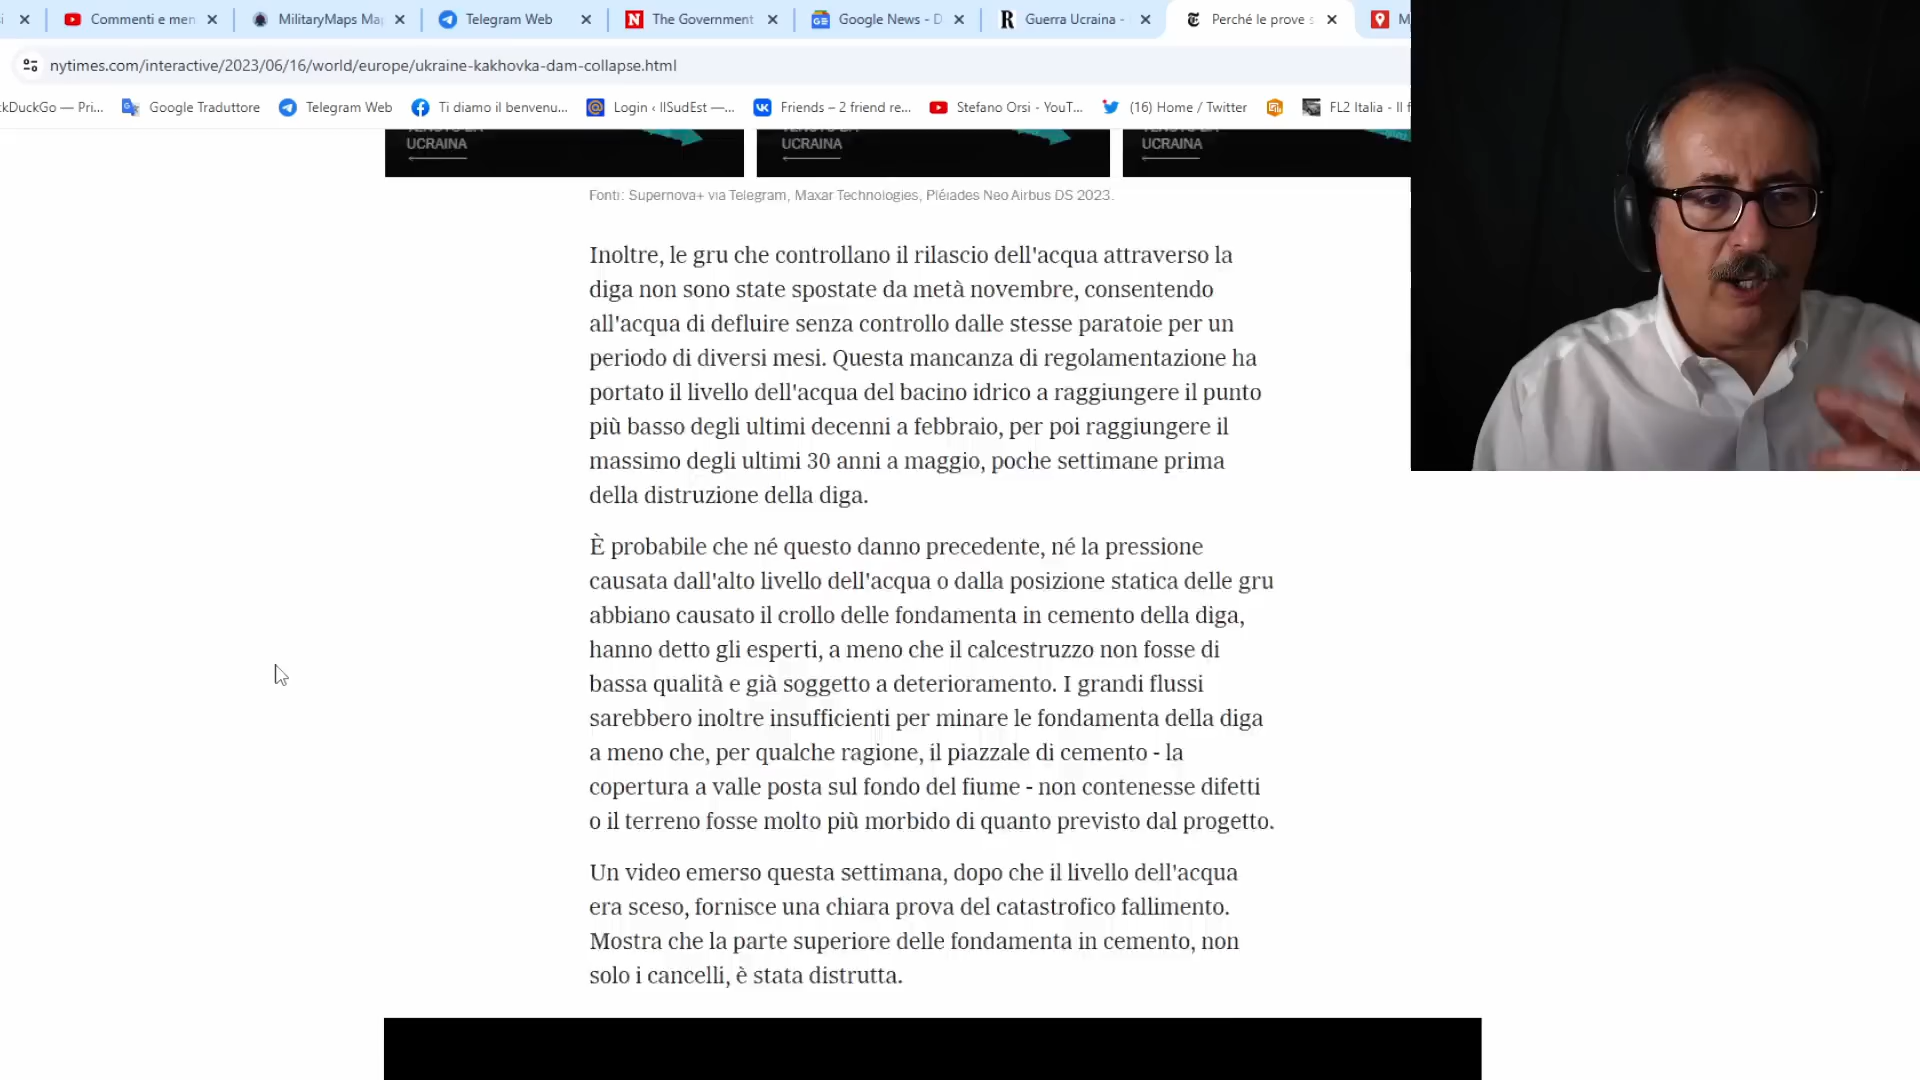 Commenti e men
MilitaryMaps Ma
Telegram Web
The Government
Google News - D
Guerra Ucraina -
Perché le prove s
M
nytimes.com/interactive/2023/06/16/world/europe/ukraine-kakhovka-dam-collapse.html
ckDuckGo — Pri...
Google Traduttore
Telegram Web
Ti diamo il benvenu...
Login ‹ IlSudEst —...
Friends – 2 friend re...
Stefano Orsi - YouT...
(16) Home / Twitter
FL2 Italia - Il f
UCRAINA
UCRAINA
UCRAINA
Fonti: Supernova+ via Telegram, Maxar Technologies, Pléiades Neo Airbus DS 2023.
Inoltre, le gru che controllano il rilascio dell'acqua attraverso la
diga non sono state spostate da metà novembre, consentendo
all'acqua di defluire senza controllo dalle stesse paratoie per un
periodo di diversi mesi. Questa mancanza di regolamentazione ha
portato il livello dell'acqua del bacino idrico a raggiungere il punto
più basso degli ultimi decenni a febbraio, per poi raggiungere il
massimo degli ultimi 30 anni a maggio, poche settimane prima
della distruzione della diga.
È probabile che né questo danno precedente, né la pressione
causata dall'alto livello dell'acqua o dalla posizione statica delle gru
abbiano causato il crollo delle fondamenta in cemento della diga,
hanno detto gli esperti, a meno che il calcestruzzo non fosse di
bassa qualità e già soggetto a deterioramento. I grandi flussi
sarebbero inoltre insufficienti per minare le fondamenta della diga
a meno che, per qualche ragione, il piazzale di cemento - la
copertura a valle posta sul fondo del fiume - non contenesse difetti
o il terreno fosse molto più morbido di quanto previsto dal progetto.
Un video emerso questa settimana, dopo che il livello dell'acqua
era sceso, fornisce una chiara prova del catastrofico fallimento.
Mostra che la parte superiore delle fondamenta in cemento, non
solo i cancelli, è stata distrutta.